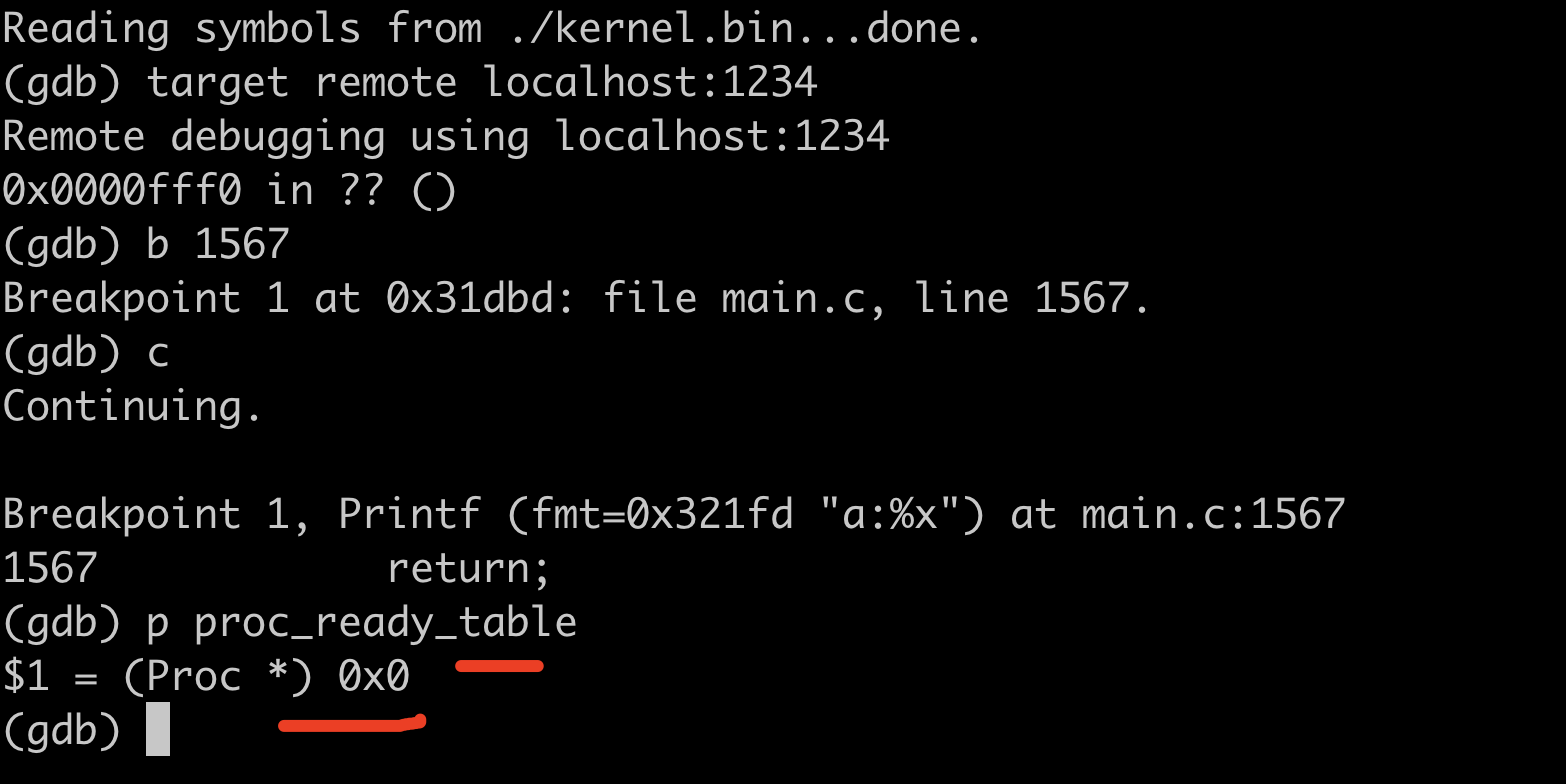 Reading symbols from ./kernel.bin...done.
(gdb) target remote localhost:1234
Remote debugging using localhost:1234
0x0000fff0 in ?? ()
(gdb) b 1567
Breakpoint 1 at 0x31dbd: file main.c, line 1567.
(gdb) c
Continuing.
Breakpoint 1, Printf (fmt=0x321fd "a:%x") at main.c:1567
1567            return;
(gdb) p proc_ready_table
$1 = (Proc *) 0x0
(gdb)